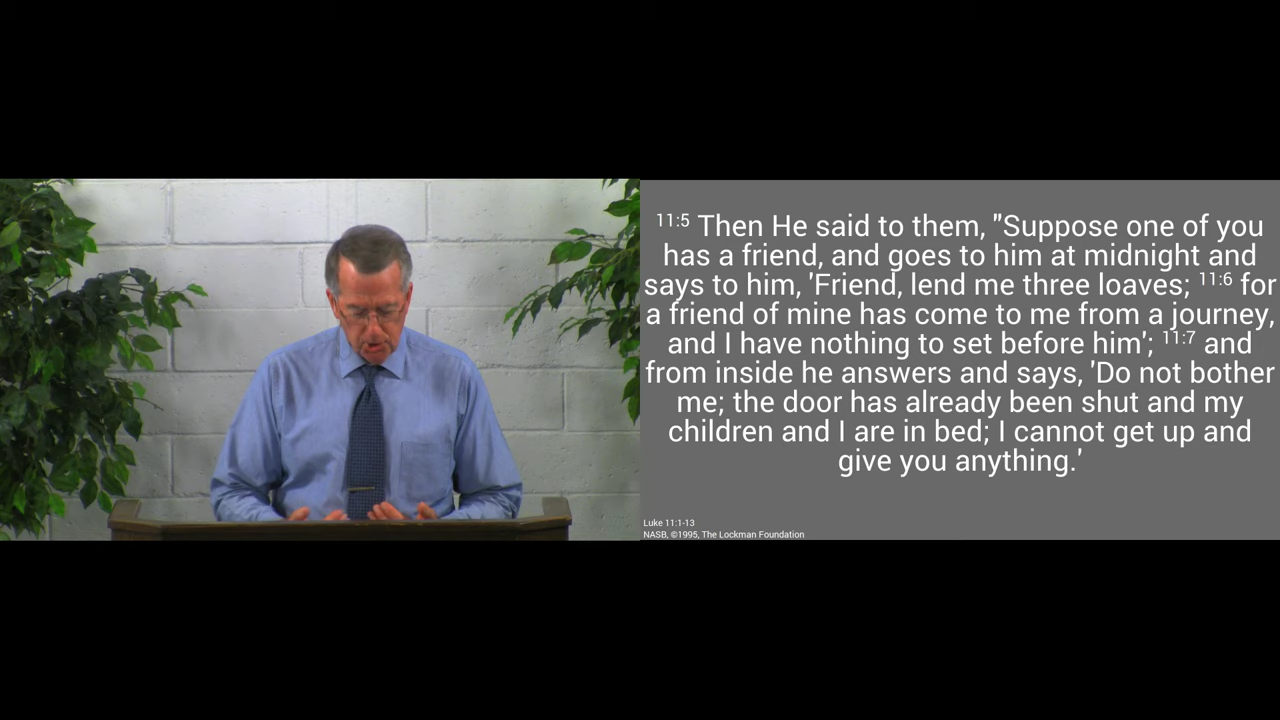 11:5 Then He said to them, "Suppose one of you
has a friend, and goes to him at midnight and
says to him, 'Friend, lend me three loaves; 11:6 for
a friend of mine has come to me from a journey,
and I have nothing to set before him'; 11:7 and
from inside he answers and says, 'Do not bother
me; the door has already been shut and my
children and I are in bed; I cannot get up and
give you anything.'
Luke 11:1-13
NASB, ©1995, The Lockman Foundation